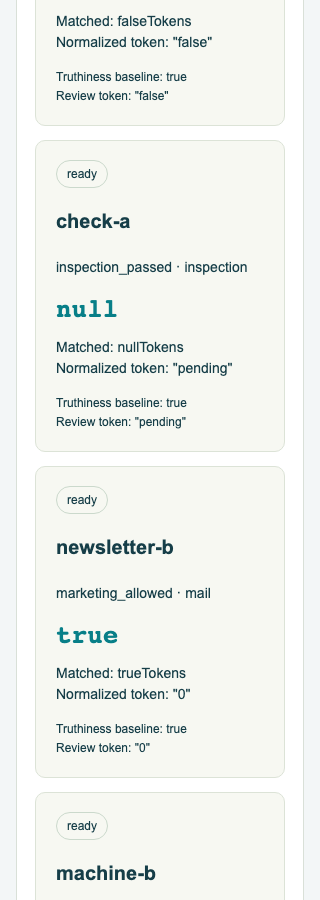 Matched: falseTokens
Normalized token: "false"
Truthiness baseline: true
Review token: "false"
ready
check-a
inspection_passed · inspection
null
Matched: nullTokens
Normalized token: "pending"
Truthiness baseline: true
Review token: "pending"
ready
newsletter-b
marketing_allowed · mail
true
Matched: trueTokens
Normalized token: "0"
Truthiness baseline: true
Review token: "0"
ready
machine-b